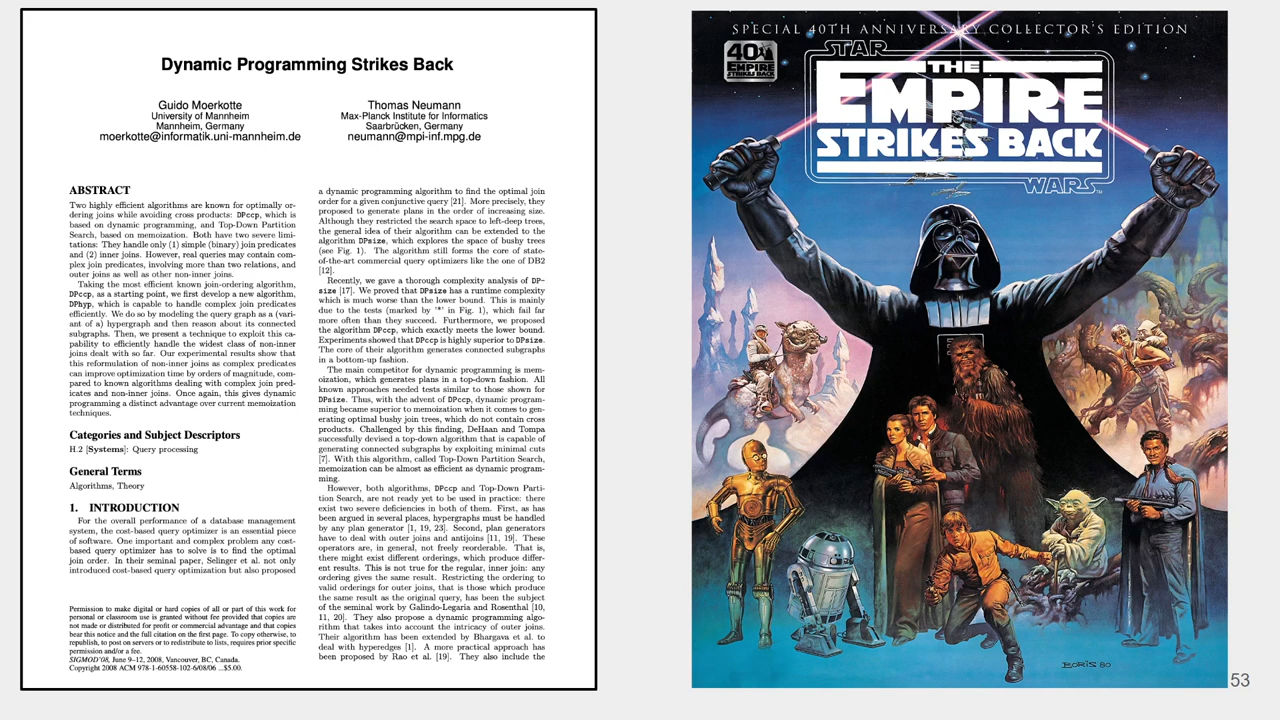 Dynamic Programming Strikes Back
Guido Moerkotte
University of Mannheim
Mannheim, Germany
moerkotte@informatik.uni-mannheim.de
Thomas Neumann
Max-Planck Institute for Informatics
Saarbrücken, Germany
neumann@mpi-inf.mpg.de
ABSTRACT
Two highly efficient algorithms are known for optimally or-
dering joins while avoiding cross products: DPccp, which is
based on dynamic programming, and Top-Down Partition
Search, based on memoization. Both have two severe limi-
tations: They handle only (1) simple (binary) join predicates
and (2) inner joins. However, real queries may contain com-
plex join predicates, involving more than two relations, and
outer joins as well as other non-inner joins.
Taking the most efficient known join-ordering algorithm,
DPccp, as a starting point, we first develop a new algorithm,
DPhyp, which is capable to handle complex join predicates
efficiently. We do so by modeling the query graph as a (vari-
ant of a) hypergraph and then reason about its connected
subgraphs. Then, we present a technique to exploit this ca-
pability to efficiently handle the widest class of non-inner
joins dealt with so far. Our experimental results show that
this reformulation of non-inner joins as complex predicates
can improve optimization time by orders of magnitude, com-
pared to known algorithms dealing with complex join pred-
icates and non-inner joins. Once again, this gives dynamic
programming a distinct advantage over current memoization
techniques.
Categories and Subject Descriptors
H.2 [Systems]: Query processing
General Terms
Algorithms, Theory
1. INTRODUCTION
For the overall performance of a database management
system, the cost-based query optimizer is an essential piece
of software. One important and complex problem any cost-
based query optimizer has to solve is to find the optimal
join order. In their seminal paper, Selinger et al. not only
introduced cost-based query optimization but also proposed
Permission to make digital or hard copies of all or part of this work for
personal or classroom use is granted without fee provided that copies are
not made or distributed for profit or commercial advantage and that copies
bear this notice and the full citation on the first page. To copy otherwise, to
republish, to post on servers or to redistribute to lists, requires prior specific
permission and/or a fee.
SIGMOD'08, June 9–12, 2008, Vancouver, BC, Canada.
Copyright 2008 ACM 978-1-60558-102-6/08/06 ...$5.00.
a dynamic programming algorithm to find the optimal join
order for a given conjunctive query [21]. More precisely, they
proposed to generate plans in the order of increasing size.
Although they restricted the search space to left-deep trees,
the general idea of their algorithm can be extended to the
algorithm DPsize, which explores the space of bushy trees
(see Fig. 1). The algorithm still forms the core of state-
of-the-art commercial query optimizers like the one of DB2
[12].
Recently, we gave a thorough complexity analysis of DP-
size [17]. We proved that DPsize has a runtime complexity
which is much worse than the lower bound. This is mainly
due to the tests (marked by '*' in Fig. 1), which fail far
more often than they succeed. Furthermore, we proposed
the algorithm DPccp, which exactly meets the lower bound.
Experiments showed that DPccp is highly superior to DPsize.
The core of their algorithm generates connected subgraphs
in a bottom-up fashion.
The main competitor for dynamic programming is mem-
oization, which generates plans in a top-down fashion. All
known approaches needed tests similar to those shown for
DPsize. Thus, with the advent of DPccp, dynamic program-
ming became superior to memoization when it comes to gen-
erating optimal bushy join trees, which do not contain cross
products. Challenged by this finding, DeHaan and Tompa
successfully devised a top-down algorithm that is capable of
generating connected subgraphs by exploiting minimal cuts
[7]. With this algorithm, called Top-Down Partition Search,
memoization can be almost as efficient as dynamic program-
ming.
However, both algorithms, DPccp and Top-Down Parti-
tion Search, are not ready yet to be used in practice: there
exist two severe deficiencies in both of them. First, as has
been argued in several places, hypergraphs must be handled
by any plan generator [1, 19, 23]. Second, plan generators
have to deal with outer joins and antijoins [11, 19]. These
operators are, in general, not freely reorderable. That is,
there might exist different orderings, which produce differ-
ent results. This is not true for the regular, inner join: any
ordering gives the same result. Restricting the ordering to
valid orderings for outer joins, that is those which produce
the same result as the original query, has been the subject
of the seminal work by Galindo-Legaria and Rosenthal [10,
11, 20]. They also propose a dynamic programming algo-
rithm that takes into account the intricacy of outer joins.
Their algorithm has been extended by Bhargava et al. to
deal with hyperedges [1]. A more practical approach has
been proposed by Rao et al. [19]. They also include the
SPECIAL 40TH ANNIVERSARY COLLECTOR'S EDITION
40
EMPIRE
STRIKES BACK
STAR
THE
EMPIRE
STRIKES BACK
WARS
BORIS 80
53